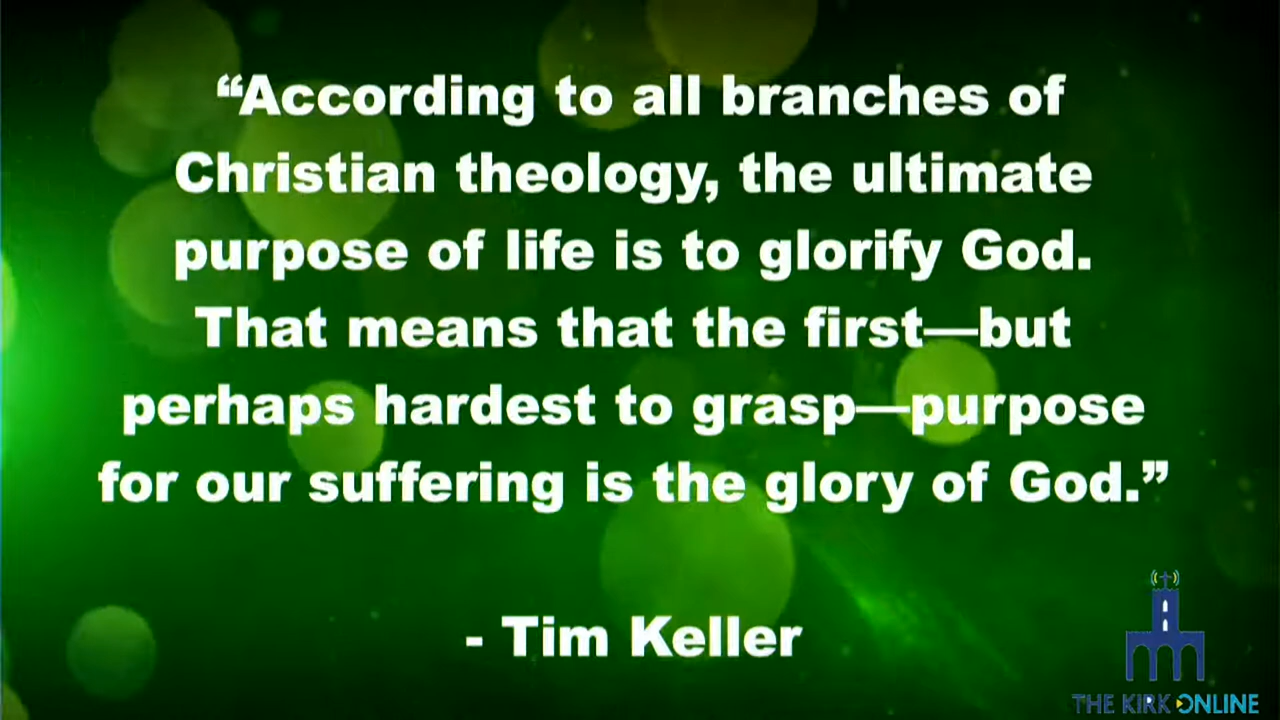 “According to all branches of
Christian theology, the ultimate
purpose of life is to glorify God.
That means that the first—but
perhaps hardest to grasp—purpose
for our suffering is the glory of God.”
- Tim Keller
THE KIRK ONLINE